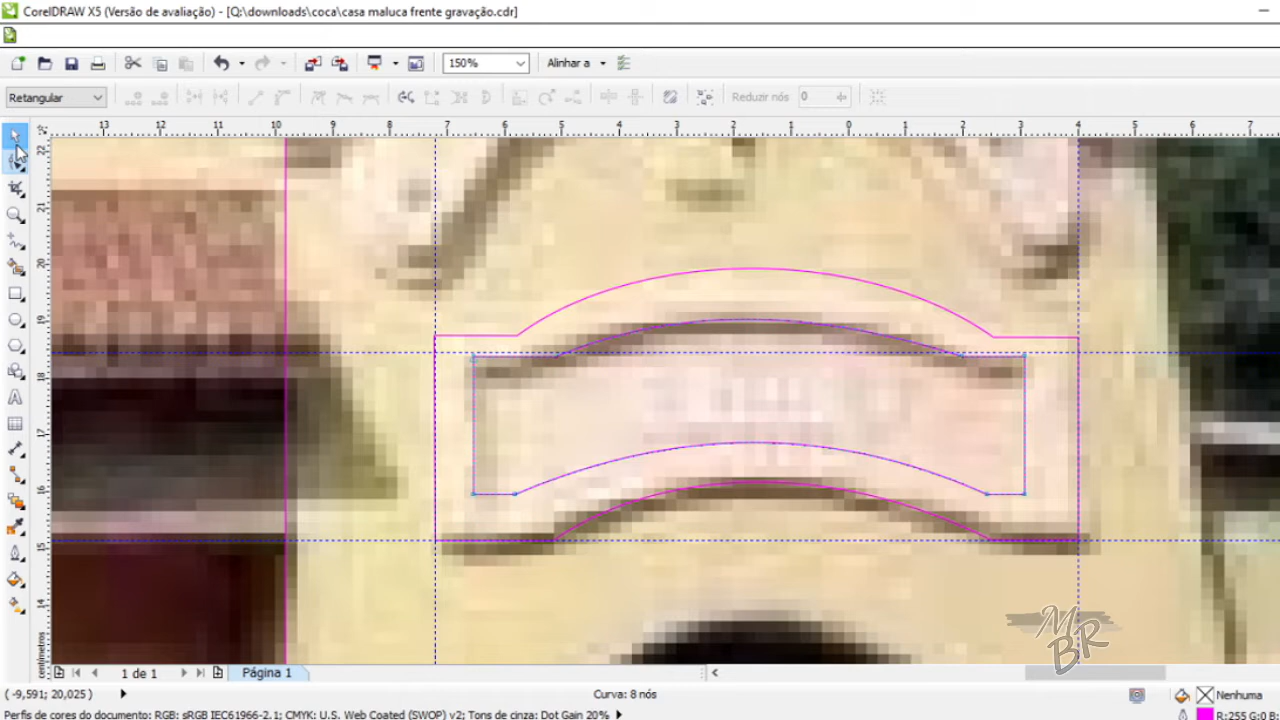 CorelDRAW X5 (Versão de avaliação) - [Q:\downloads\coca\casa maluca frente gravação.cdr]
150% Alinhar a
Retangular Reduzir nós 0
13 12 11 10 9 8 7 6 5 4 3 2 1 0 1 2 3 4 5 6 7
22
21
20
19
18
17
16
15
14
centímetros
1 de 1 Página 1
MBR
( -9,591; 20,025 ) Curva: 8 nós Nenhuma
Perfis de cores do documento: RGB: sRGB IEC61966-2.1; CMYK: U.S. Web Coated (SWOP) v2; Tons de cinza: Dot Gain 20% R:255 G:0 B: